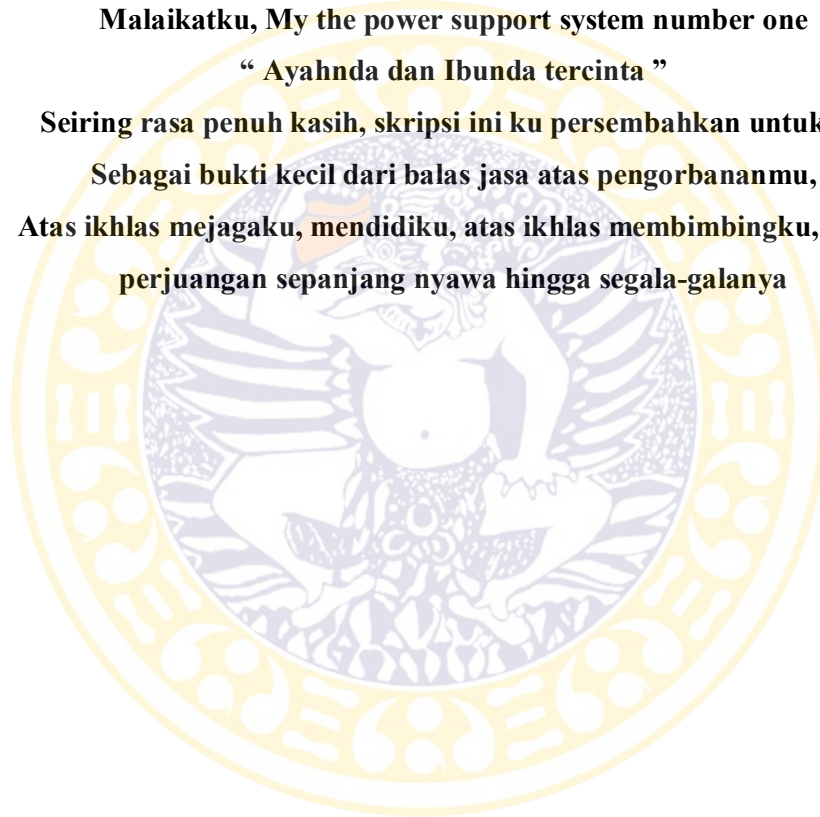 Malaikatku, My the power support system number one
“ Ayahnda dan Ibunda tercinta ”
Seiring rasa penuh kasih, skripsi ini ku persembahkan untuk
Sebagai bukti kecil dari balas jasa atas pengorbananmu,
Atas ikhlas mejagaku, mendidiku, atas ikhlas membimbingku,
perjuangan sepanjang nyawa hingga segala-galanya